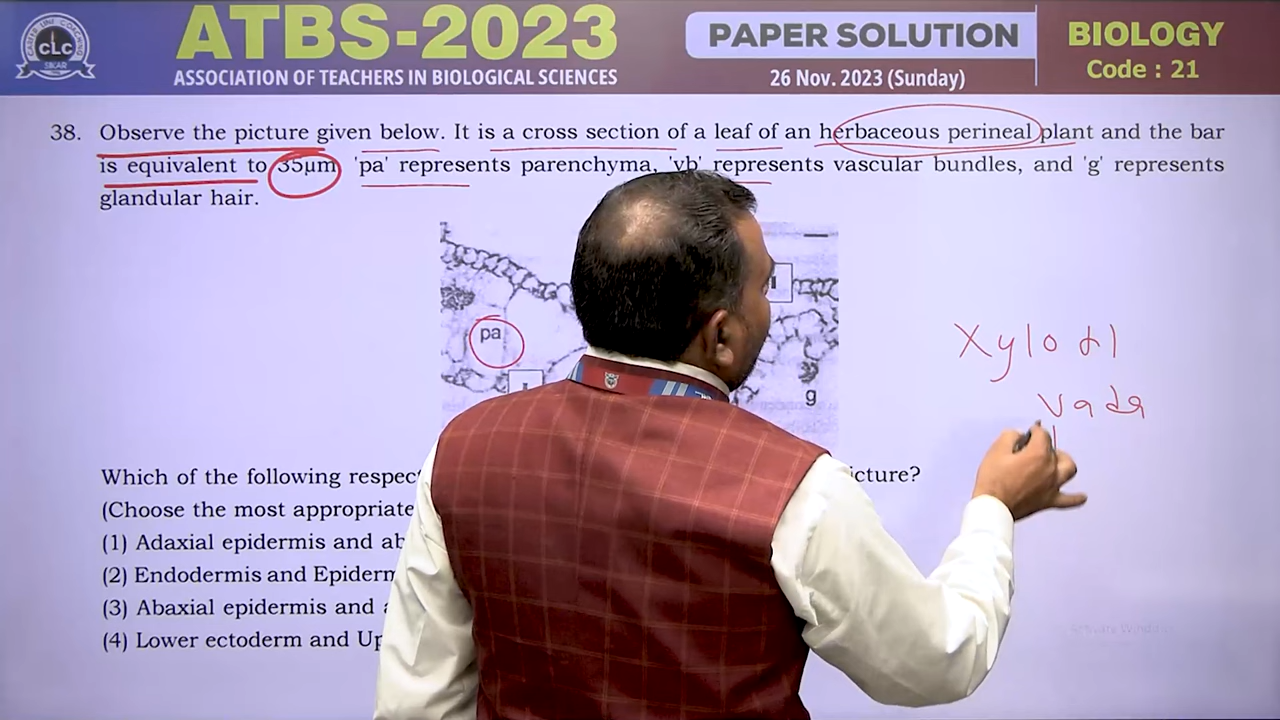 CLC
SIKAR
ATBS-2023
ASSOCIATION OF TEACHERS IN BIOLOGICAL SCIENCES
PAPER SOLUTION
26 Nov. 2023 (Sunday)
BIOLOGY
Code : 21
38. Observe the picture given below. It is a cross section of a leaf of an herbaceous perineal plant and the bar
is equivalent to 35µm 'pa' represents parenchyma, 'vb' represents vascular bundles, and 'g' represents
glandular hair.
pa
g
Which of the following respect cture?
(Choose the most appropriate
(1) Adaxial epidermis and ab
(2) Endodermis and Epiderm
(3) Abaxial epidermis and a
(4) Lower ectoderm and Up